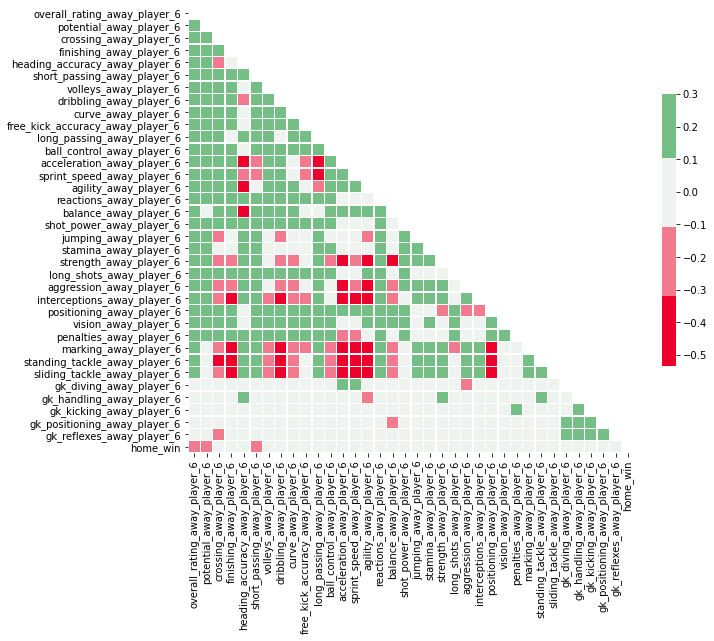 overall_rating_away_player_6
potential_away_player_6
crossing_away_player_6
finishing_away_player_6
heading_accuracy_away_player_6
short_passing_away_player_6
volleys_away_player_6
dribbling_away_player_6
curve_away_player_6
free_kick_accuracy_away_player_6
long_passing_away_player_6
ball_control_away_player_6
acceleration_away_player_6
sprint_speed_away_player_6
agility_away_player_6
reactions_away_player_6
balance_away_player_6
shot_power_away_player_6
jumping_away_player_6
stamina_away_player_6
strength_away_player_6
long_shots_away_player_6
aggression_away_player_6
interceptions_away_player_6
positioning_away_player_6
vision_away_player_6
penalties_away_player_6
marking_away_player_6
standing_tackle_away_player_6
sliding_tackle_away_player_6
gk_diving_away_player_6
gk_handling_away_player_6
gk_kicking_away_player_6
gk_positioning_away_player_6
gk_reflexes_away_player_6
home_win
overall_rating_away_player_6
potential_away_player_6
crossing_away_player_6
finishing_away_player_6
heading_accuracy_away_player_6
short_passing_away_player_6
volleys_away_player_6
dribbling_away_player_6
curve_away_player_6
free_kick_accuracy_away_player_6
long_passing_away_player_6
ball_control_away_player_6
acceleration_away_player_6
sprint_speed_away_player_6
agility_away_player_6
reactions_away_player_6
balance_away_player_6
shot_power_away_player_6
jumping_away_player_6
stamina_away_player_6
strength_away_player_6
long_shots_away_player_6
aggression_away_player_6
interceptions_away_player_6
positioning_away_player_6
vision_away_player_6
penalties_away_player_6
marking_away_player_6
standing_tackle_away_player_6
sliding_tackle_away_player_6
gk_diving_away_player_6
gk_handling_away_player_6
gk_kicking_away_player_6
gk_positioning_away_player_6
gk_reflexes_away_player_6
home_win
0.3
0.1
0.0
−0.1
−0.2
−0.3
−0.4
−0.5